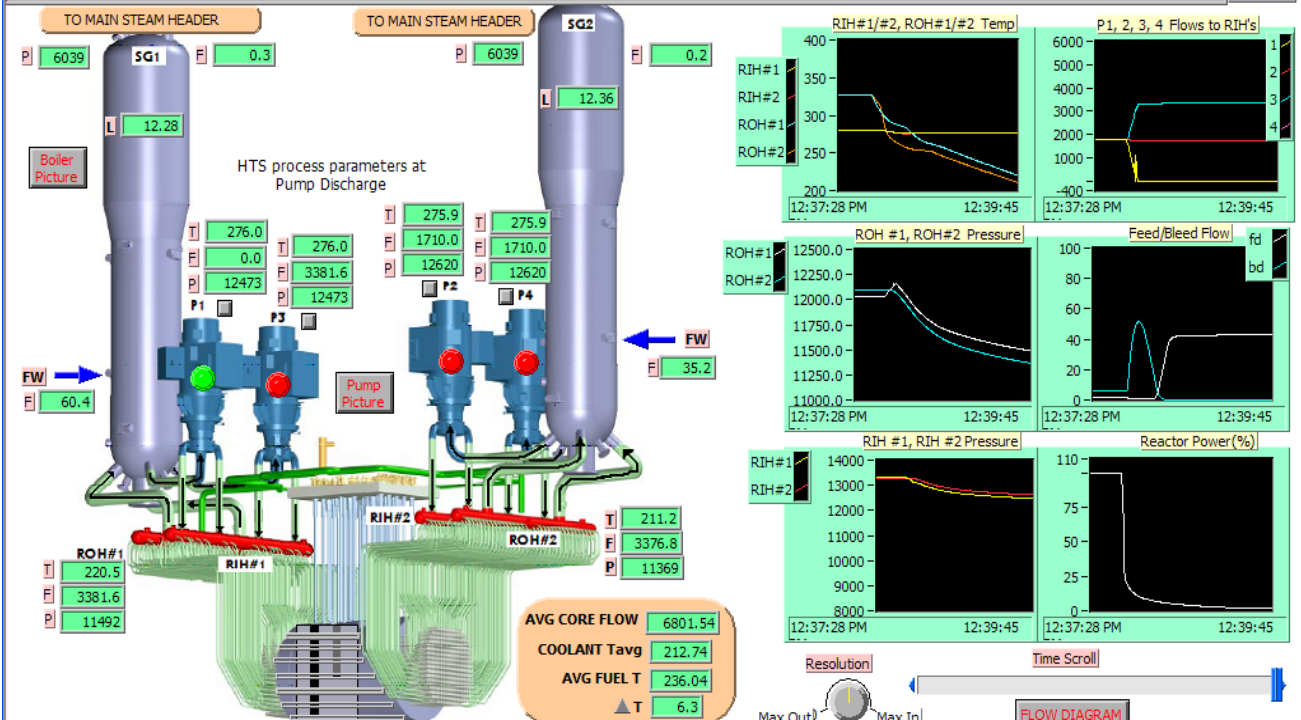 TO MAIN STEAM HEADER
TO MAIN STEAM HEADER
SG2
P 6039
SG1
F 0.3
P 6039
F 0.2
L 12.28
L 12.36
Boiler
Picture
HTS process parameters at
Pump Discharge
T 276.0
F 0.0
P 12473
P1
T 276.0
F 3381.6
P 12473
P3
T 275.9
F 1710.0
P 12620
P2
T 275.9
F 1710.0
P 12620
P4
FW
F 60.4
Pump
Picture
FW
F 35.2
RIH#2
ROH#2
ROH#1
RIH#1
T 220.5
F 3381.6
P 11492
T 211.2
F 3376.8
P 11369
AVG CORE FLOW 6801.54
COOLANT Tavg 212.74
AVG FUEL T 236.04
T 6.3
RIH#1/#2, ROH#1/#2 Temp
RIH#1
RIH#2
ROH#1
ROH#2
400
350
300
250
200
12:37:28 PM 12:39:45
P1, 2, 3, 4 Flows to RIH's
1
2
3
4
6000
4000
3000
2000
1000
-400
12:37:28 PM 12:39:45
ROH #1, ROH#2 Pressure
ROH#1
ROH#2
12500.0
12250.0
12000.0
11750.0
11500.0
11250.0
11000.0
12:37:28 PM 12:39:45
Feed/Bleed Flow
fd
bd
100
80
60
40
20
0
12:37:28 PM 12:39:45
RIH #1, RIH #2 Pressure
RIH#1
RIH#2
14000
13000
12000
11000
10000
9000
8000
12:37:28 PM 12:39:45
Reactor Power(%)
110
75
50
25
0
12:37:28 PM 12:39:45
Resolution
Max Out
Max In
Time Scroll
FLOW DIAGRAM